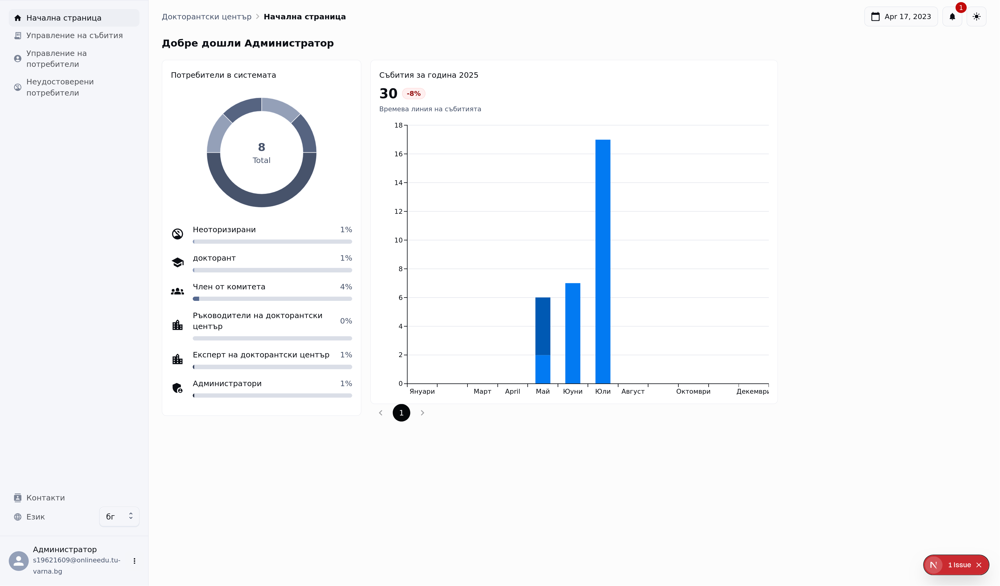 Начална страница
Управление на събития
Управление на
потребители
Неудостоверени
потребители
Контакти
Език
бг
Администратор
s19621609@onlineedu.tu-
varna.bg
Докторантски център
Начална страница
Apr 17, 2023
1
Добре дошли Администратор
Потребители в системата
8
Total
Неоторизирани
1%
докторант
1%
Член от комитета
4%
Ръководители на докторантски
център
0%
Експерт на докторантски център
1%
Администратори
1%
Събития за година 2025
30
-8%
Времева линия на събитията
18
16
14
12
10
8
6
4
2
0
Януари
Март
April
Май
Юуни
Юли
Август
Октомври
Декември
1
N
1 Issue